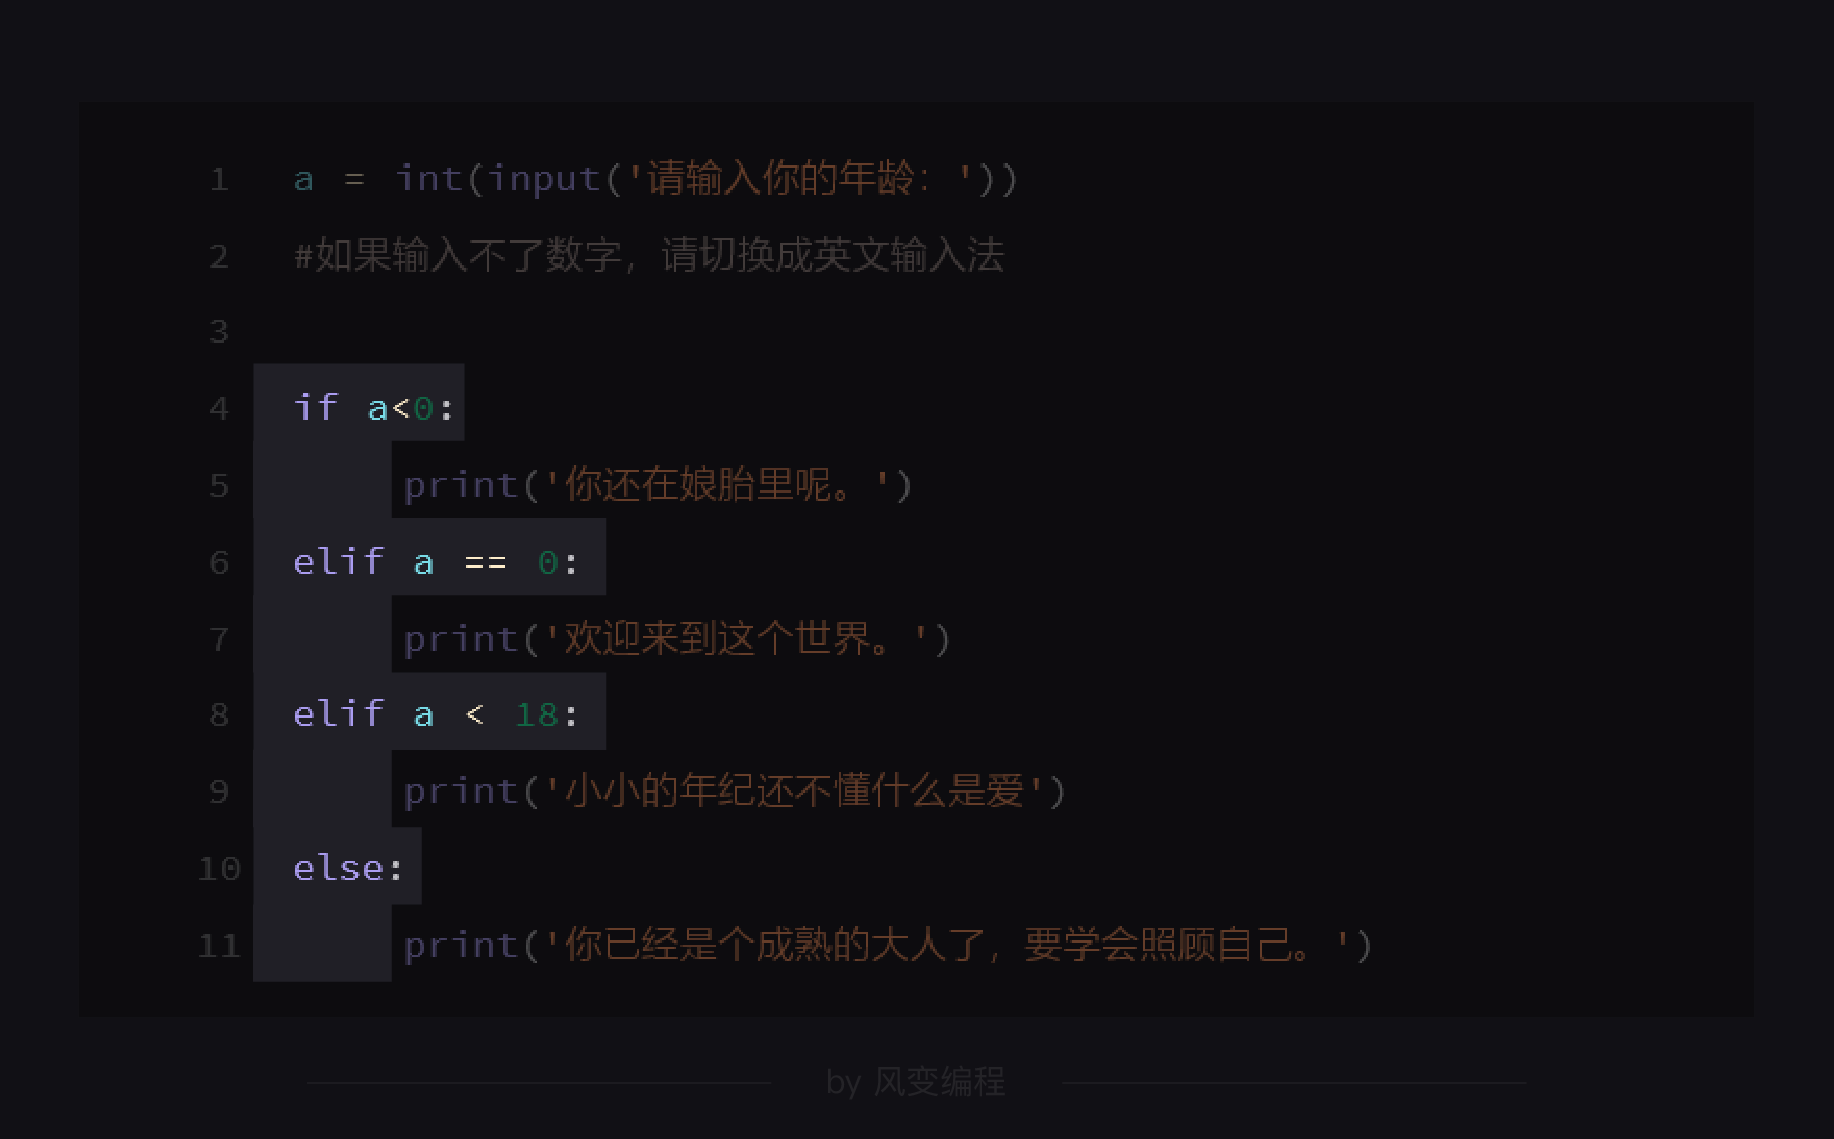 1 a = int(input('请输入你的年龄：'))
2 #如果输入不了数字，请切换成英文输入法
3
4 if a<0:
5 print('你还在娘胎里呢。')
6 elif a == 0:
7 print('欢迎来到这个世界。')
8 elif a < 18:
9 print('小小的年纪还不懂什么是爱')
10 else:
11 print('你已经是个成熟的大人了，要学会照顾自己。')
by 风变编程